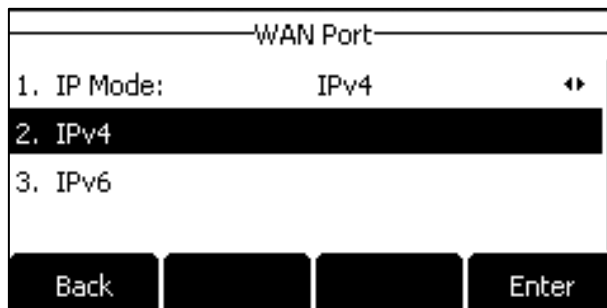 WAN Port
1. IP Mode: IPv4
2. IPv4
3. IPv6
Back Enter